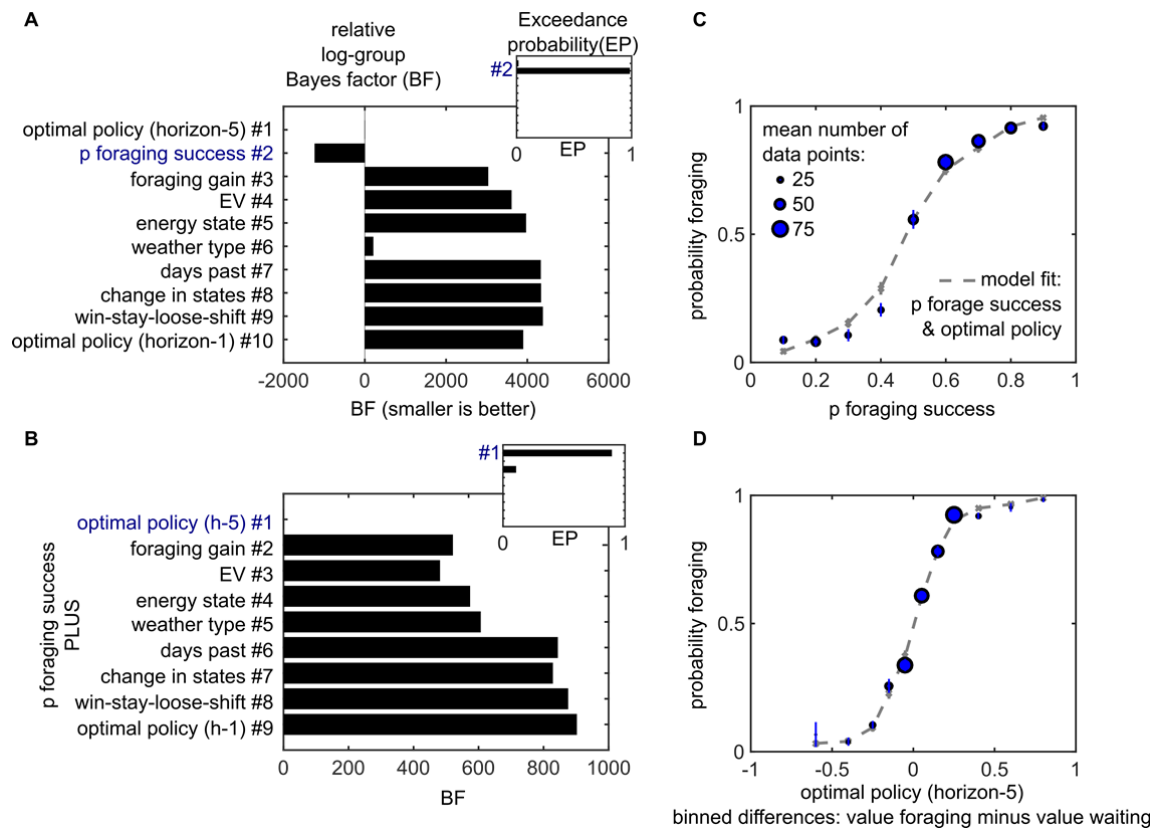 A
relative
log-group
Bayes factor (BF)
Exceedance
probability(EP)
#2
0
1
EP
optimal policy (horizon-5) #1
p foraging success #2
foraging gain #3
EV #4
energy state #5
weather type #6
days past #7
change in states #8
win-stay-loose-shift #9
optimal policy (horizon-1) #10
-2000
0
2000
4000
6000
BF (smaller is better)
B
#1
0
1
EP
p foraging success
PLUS
optimal policy (h-5) #1
foraging gain #2
EV #3
energy state #4
weather type #5
days past #6
change in states #7
win-stay-loose-shift #8
optimal policy (h-1) #9
0
200
400
600
800
1000
BF
C
probability foraging
1
0.5
0
mean number of
data points:
25
50
75
model fit:
p forage success
& optimal policy
0
0.2
0.4
0.6
0.8
1
p foraging success
D
probability foraging
1
0.5
0
-1
-0.5
0
0.5
1
optimal policy (horizon-5)
binned differences: value foraging minus value waiting